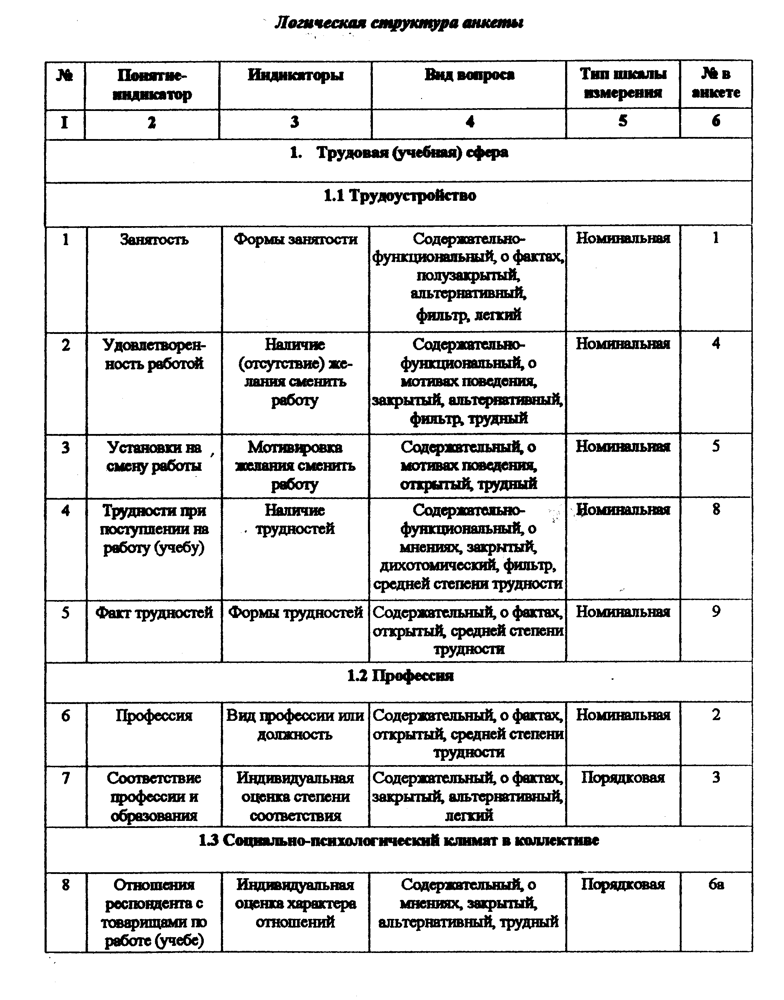 Логическая структура анкеты
№
Понятие-
индикатор
Индикаторы
Вид вопроса
Тип шкалы
измерения
№ в
анкете
I
2
3
4
5
6
1. Трудовая (учебная) сфера
1.1 Трудоустройство
1
Занятость
Формы занятости
Содержательно-
функциональный, о фактах,
полузакрытый,
альтернативный,
фильтр, легкий
Номинальная
1
2
Удовлетворен-
ность работой
Наличие
(отсутствие) же-
лания сменить
работу
Содержательно-
функциональный, о
мотивах поведения,
закрытый, альтернативный,
фильтр, трудный
Номинальная
4
3
Установки на
смену работы
Мотивировка
желания сменить
работу
Содержательный, о
мотивах поведения,
открытый, трудный
Номинальная
5
4
Трудности при
поступлении на
работу (учебу)
Наличие
трудностей
Содержательно-
функциональный, о
мнениях, закрытый,
дихотомический, фильтр,
средней степени трудности
Номинальная
8
5
Факт трудностей
Формы трудностей
Содержательный, о фактах,
открытый, средней степени
трудности
Номинальная
9
1.2 Профессия
6
Профессия
Вид профессии или
должность
Содержательный, о фактах,
открытый, средней степени
трудности
Номинальная
2
7
Соответствие
профессии и
образования
Индивидуальная
оценка степени
соответствия
Содержательный, о фактах,
закрытый, альтернативный,
легкий
Порядковая
3
1.3 Социально-психологический климат в коллективе
8
Отношения
респондента с
товарищами по
работе (учебе)
Индивидуальная
оценка характера
отношений
Содержательный, о
мнениях, закрытый,
альтернативный, трудный
Порядковая
6а